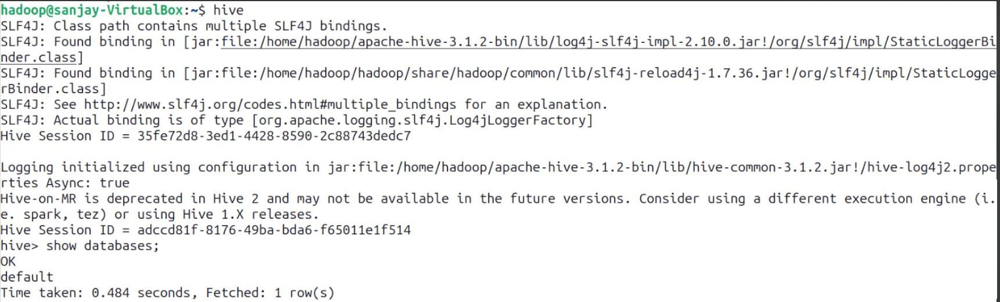 hadoop@sanjay-VirtualBox:~$ hive
SLF4J: Class path contains multiple SLF4J bindings.
SLF4J: Found binding in [jar:file:/home/hadoop/apache-hive-3.1.2-bin/lib/log4j-slf4j-impl-2.10.0.jar!/org/slf4j/impl/StaticLoggerBi
nder.class]
SLF4J: Found binding in [jar:file:/home/hadoop/hadoop/share/hadoop/common/lib/slf4j-reload4j-1.7.36.jar!/org/slf4j/impl/StaticLogge
rBinder.class]
SLF4J: See http://www.slf4j.org/codes.html#multiple_bindings for an explanation.
SLF4J: Actual binding is of type [org.apache.logging.slf4j.Log4jLoggerFactory]
Hive Session ID = 35fe72d8-3ed1-4428-8590-2c88743dedc7
Logging initialized using configuration in jar:file:/home/hadoop/apache-hive-3.1.2-bin/lib/hive-common-3.1.2.jar!/hive-log4j2.prope
rties Async: true
Hive-on-MR is deprecated in Hive 2 and may not be available in the future versions. Consider using a different execution engine (i.
e. spark, tez) or using Hive 1.X releases.
Hive Session ID = adccd81f-8176-49ba-bda6-f65011e1f514
hive> show databases;
OK
default
Time taken: 0.484 seconds, Fetched: 1 row(s)